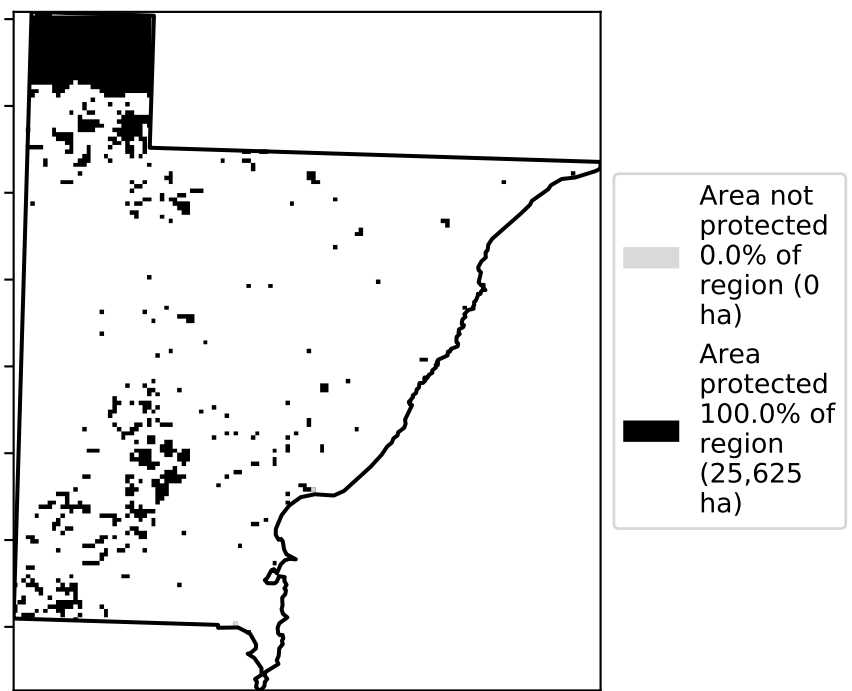 Area not
protected
0.0% of
region (0
ha)
Area
protected
100.0% of
region
(25,625
ha)